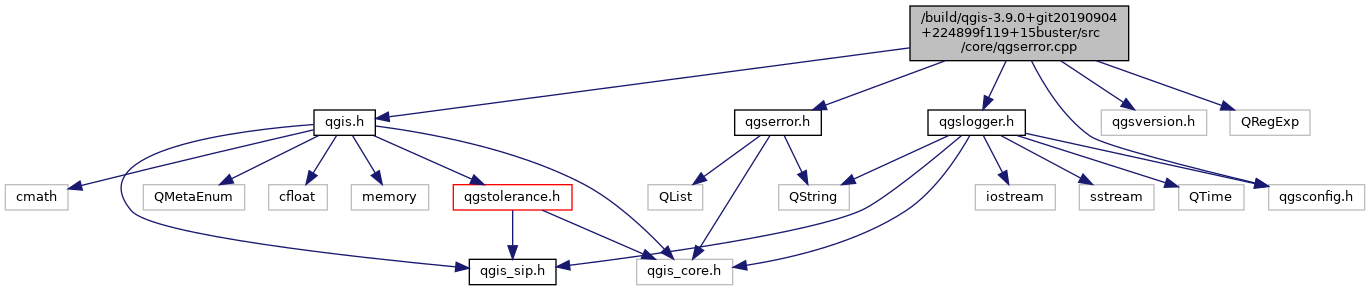 /build/qgis-3.9.0+git20190904
+224899f119+15buster/src
/core/qgserror.cpp
qgis.h
qgserror.h
qgslogger.h
qgsversion.h
QRegExp
cmath
QMetaEnum
cfloat
memory
qgstolerance.h
QList
QString
iostream
sstream
QTime
qgsconfig.h
qgis_sip.h
qgis_core.h